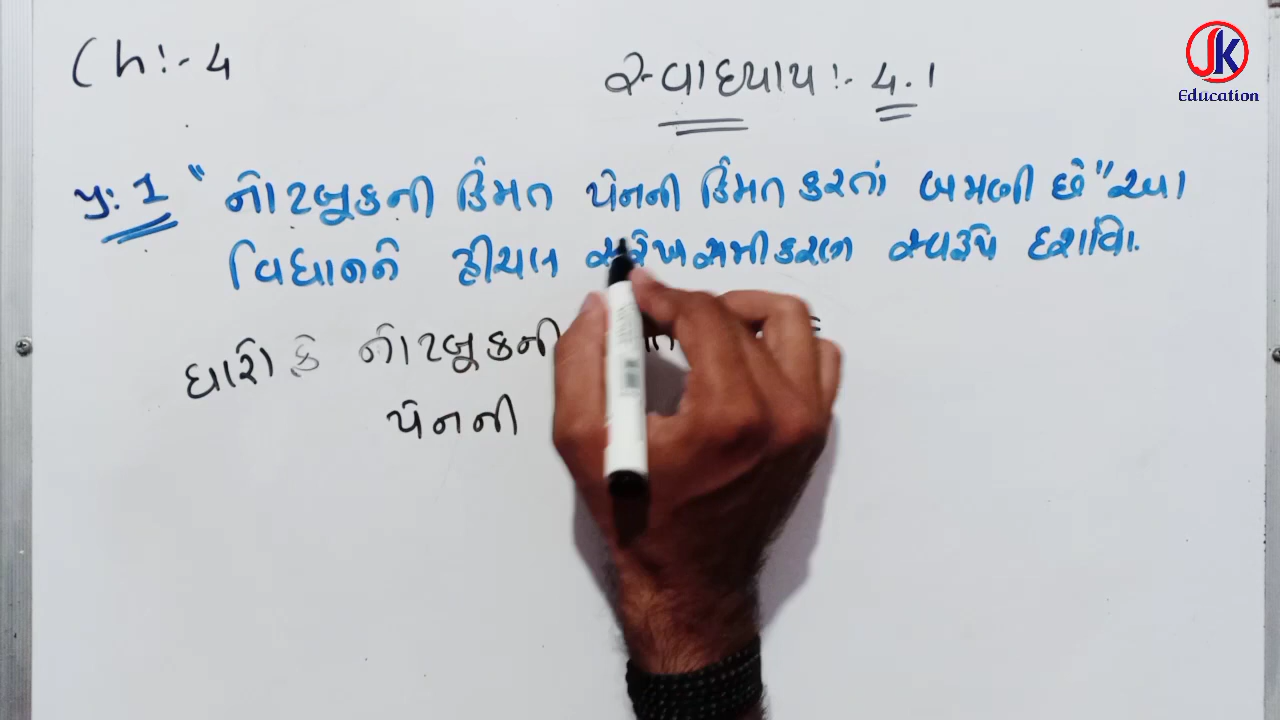 Ch:- 4
સ્વાધ્યાય:- 4.1
JK
Education
પ્ર: 1 " નોટબુકની કિંમત પેનની કિંમત કરતાં બમણી છે" આ
વિધાનને દ્વિચલ સુરેખ સમીકરણ સ્વરૂપે દર્શાવો.
ધારો કે નોટબુકની
પેનની